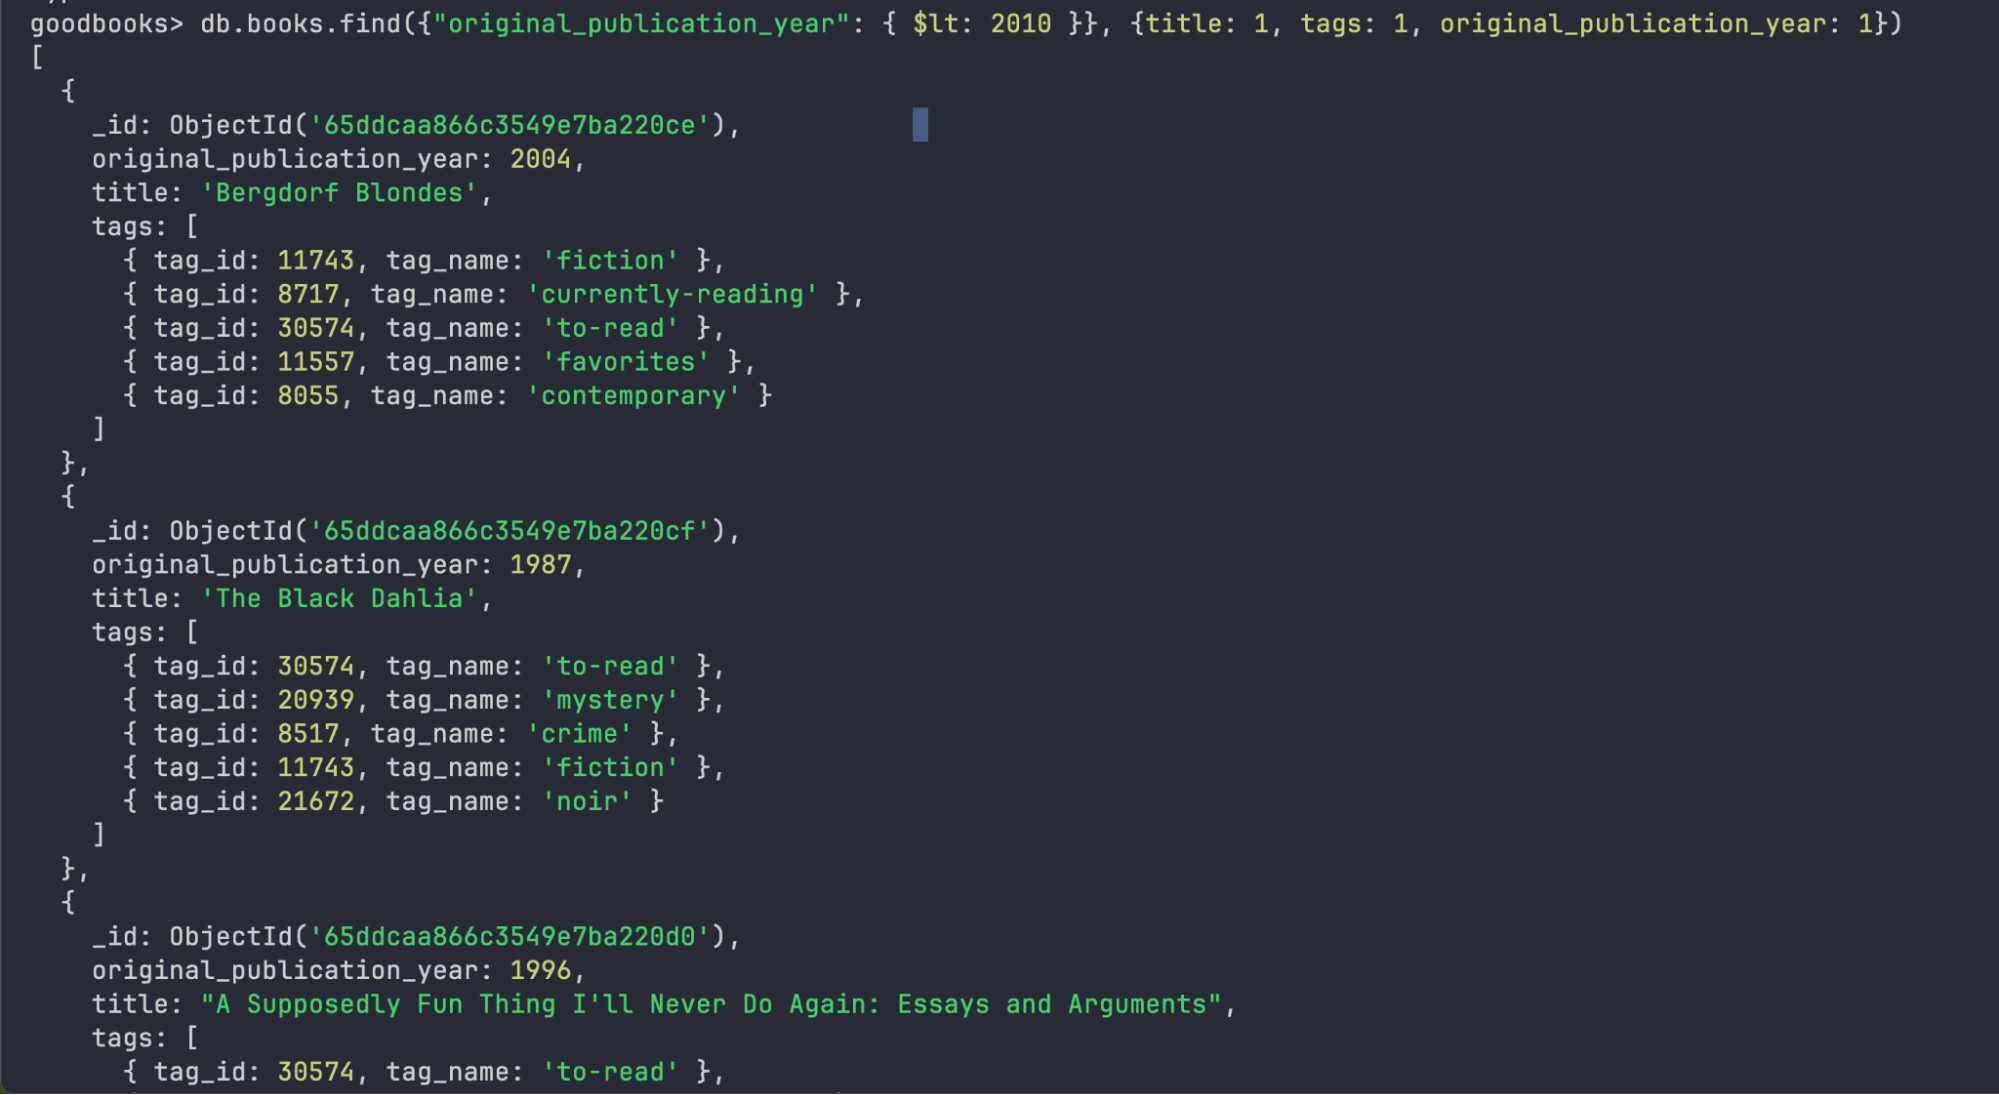 goodbooks> db.books.find({"original_publication_year": { $lt: 2010 }}, {title: 1, tags: 1, original_publication_year: 1})
[
  {
    _id: ObjectId('65ddcaa866c3549e7ba220ce'),
    original_publication_year: 2004,
    title: 'Bergdorf Blondes',
    tags: [
      { tag_id: 11743, tag_name: 'fiction' },
      { tag_id: 8717, tag_name: 'currently-reading' },
      { tag_id: 30574, tag_name: 'to-read' },
      { tag_id: 11557, tag_name: 'favorites' },
      { tag_id: 8055, tag_name: 'contemporary' }
    ]
  },
  {
    _id: ObjectId('65ddcaa866c3549e7ba220cf'),
    original_publication_year: 1987,
    title: 'The Black Dahlia',
    tags: [
      { tag_id: 30574, tag_name: 'to-read' },
      { tag_id: 20939, tag_name: 'mystery' },
      { tag_id: 8517, tag_name: 'crime' },
      { tag_id: 11743, tag_name: 'fiction' },
      { tag_id: 21672, tag_name: 'noir' }
    ]
  },
  {
    _id: ObjectId('65ddcaa866c3549e7ba220d0'),
    original_publication_year: 1996,
    title: "A Supposedly Fun Thing I'll Never Do Again: Essays and Arguments",
    tags: [
      { tag_id: 30574, tag_name: 'to-read' },